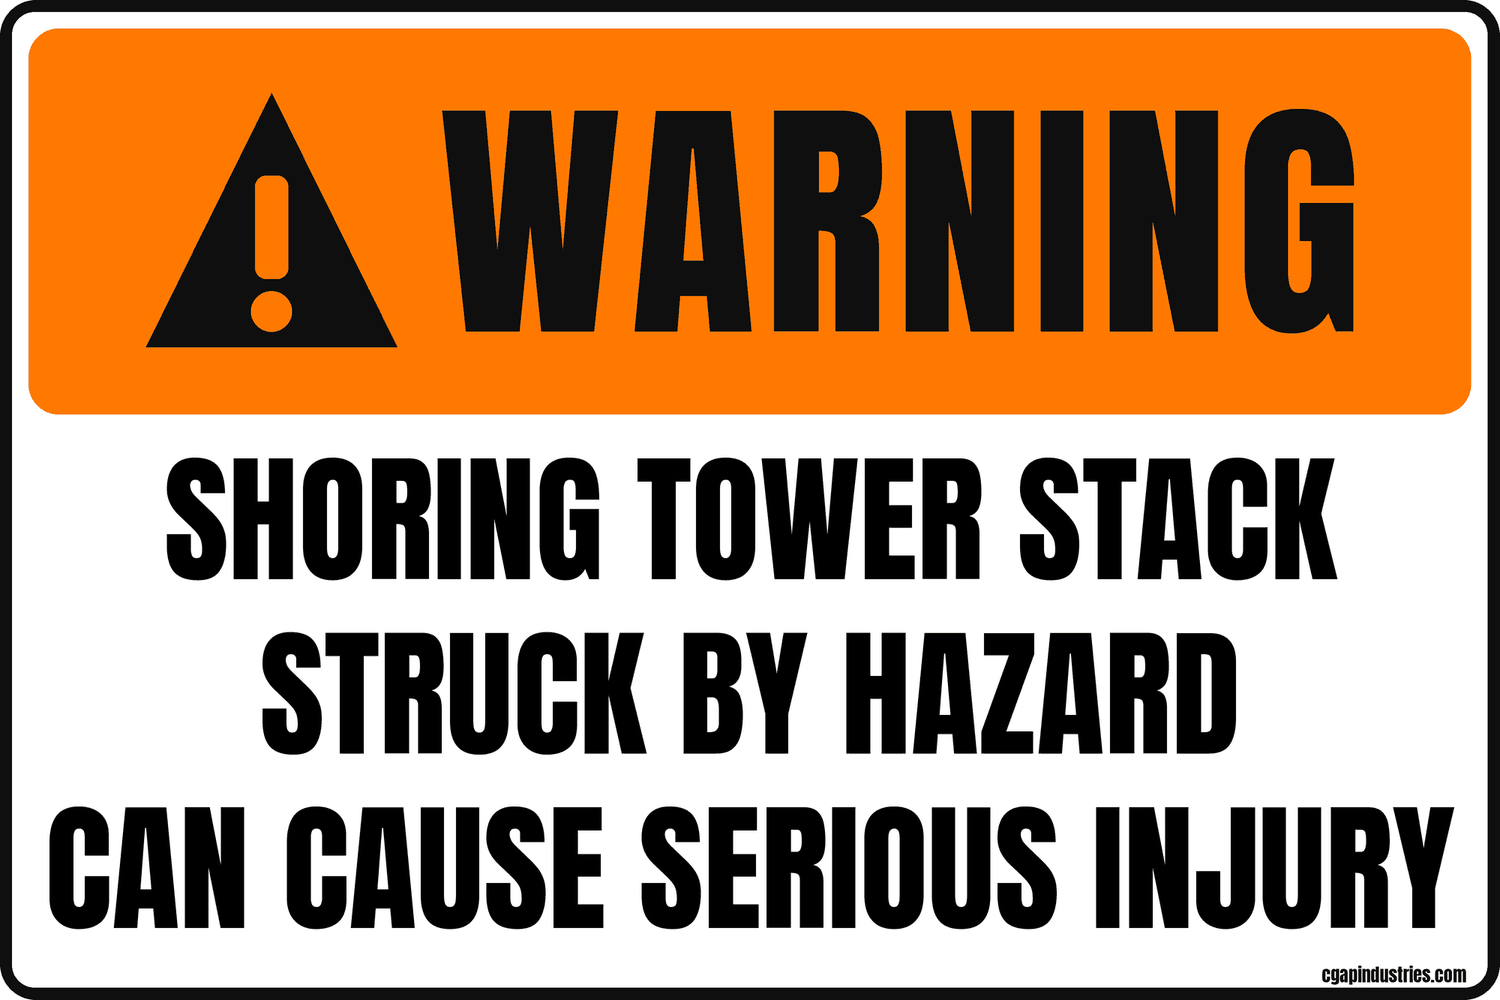 WARNING
SHORING TOWER STACK
STRUCK BY HAZARD
CAN CAUSE SERIOUS INJURY
cgapindustries.com